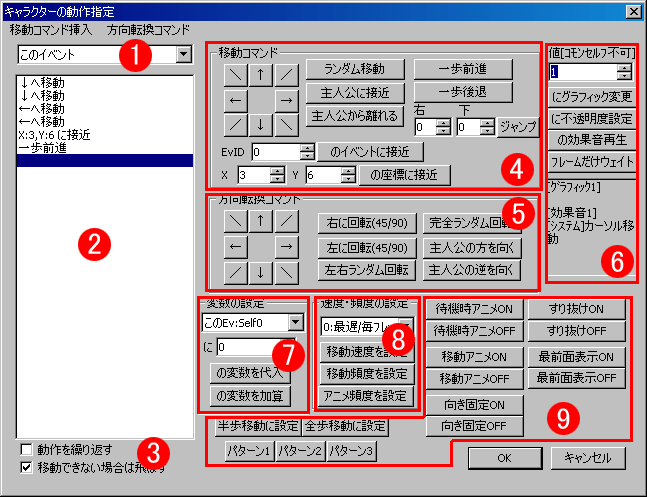 キャラクターの動作指定
移動コマンド挿入 方向転換コマンド
このイベント
1
↓へ移動
↓へ移動
←へ移動
←へ移動
X:3,Y:6 に接近
一歩前進
2
動作を繰り返す
移動できない場合は飛ばす
3
移動コマンド
＼ ↑ ／
← →
／ ↓ ＼
ランダム移動
主人公に接近
主人公から離れる
一歩前進
一歩後退
右 下
0 0 ジャンプ
EvID 0 のイベントに接近
X 3 Y 6 の座標に接近
4
方向転換コマンド
＼ ↑ ／
← →
／ ↓ ＼
右に回転(45/90)
左に回転(45/90)
左右ランダム回転
完全ランダム回転
主人公の方を向く
主人公の逆を向く
5
値[コモンセルフ不可]
1
にグラフィック変更
に不透明度設定
の効果音再生
フレームだけウェイト
[グラフィック1]
[効果音1]
[システム]カーソル移
動
6
変数の設定
このEv:Self0
に 0
の変数を代入
の変数を加算
7
速度・頻度の設定
0:最遅/毎フレ
移動速度を設定
移動頻度を設定
アニメ頻度を設定
8
待機時アニメON
待機時アニメOFF
移動アニメON
移動アニメOFF
向き固定ON
向き固定OFF
すり抜けON
すり抜けOFF
最前面表示ON
最前面表示OFF
9
半歩移動に設定 全歩移動に設定
パターン1 パターン2 パターン3
OK キャンセル